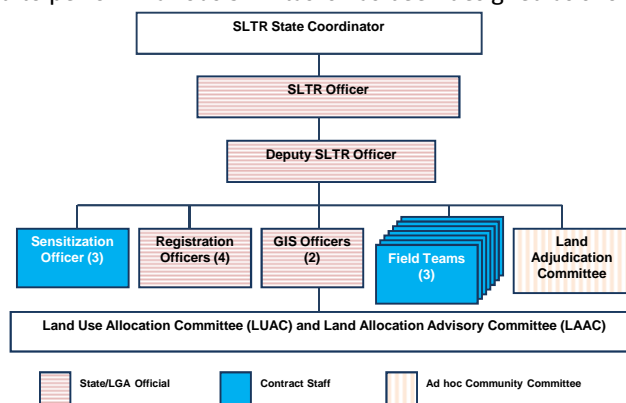 SLTR State Coordinator
SLTR Officer
Deputy SLTR Officer
Sensitization
Officer (3)
Registration
Officers (4)
GIS Officers
(2)
Field Teams
(3)
Land
Adjudication
Committee
Land Use Allocation Committee (LUAC) and Land Allocation Advisory Committee (LAAC)
State/LGA Official
Contract Staff
Ad hoc Community Committee